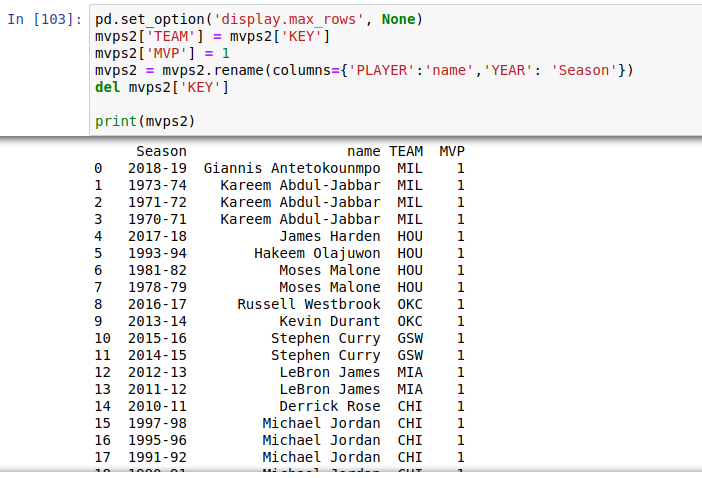 In [103]: pd.set_option('display.max_rows', None)
mvps2['TEAM'] = mvps2['KEY']
mvps2['MVP'] = 1
mvps2 = mvps2.rename(columns={'PLAYER':'name','YEAR': 'Season'})
del mvps2['KEY']
print(mvps2)
Season name TEAM MVP
0 2018-19 Giannis Antetokounmpo MIL 1
1 1973-74 Kareem Abdul-Jabbar MIL 1
2 1971-72 Kareem Abdul-Jabbar MIL 1
3 1970-71 Kareem Abdul-Jabbar MIL 1
4 2017-18 James Harden HOU 1
5 1993-94 Hakeem Olajuwon HOU 1
6 1981-82 Moses Malone HOU 1
7 1978-79 Moses Malone HOU 1
8 2016-17 Russell Westbrook OKC 1
9 2013-14 Kevin Durant OKC 1
10 2015-16 Stephen Curry GSW 1
11 2014-15 Stephen Curry GSW 1
12 2012-13 LeBron James MIA 1
13 2011-12 LeBron James MIA 1
14 2010-11 Derrick Rose CHI 1
15 1997-98 Michael Jordan CHI 1
16 1995-96 Michael Jordan CHI 1
17 1991-92 Michael Jordan CHI 1